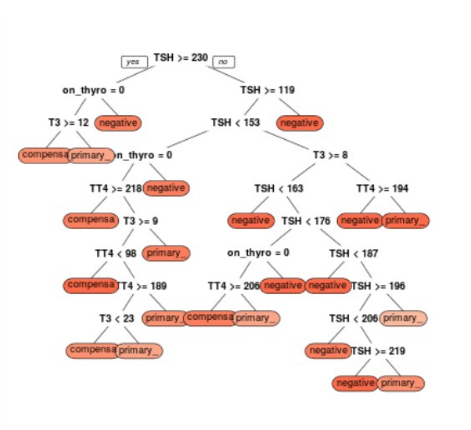 yes TSH >= 230 no
on_thyro = 0 TSH >= 119
T3 >= 12 negative TSH < 153 negative
compensa primary_ on_thyro = 0 T3 >= 8
TT4 >= 218 negative TSH < 163 TT4 >= 194
compensa T3 >= 9 negative TSH < 176 negative primary_
TT4 < 98 primary_ on_thyro = 0 TSH < 187
compensa TT4 >= 189 TT4 >= 206 negative negative TSH >= 196
T3 < 23 primary_ compensa primary_ TSH < 206 primary_
compensa primary_ negative TSH >= 219
negative primary_